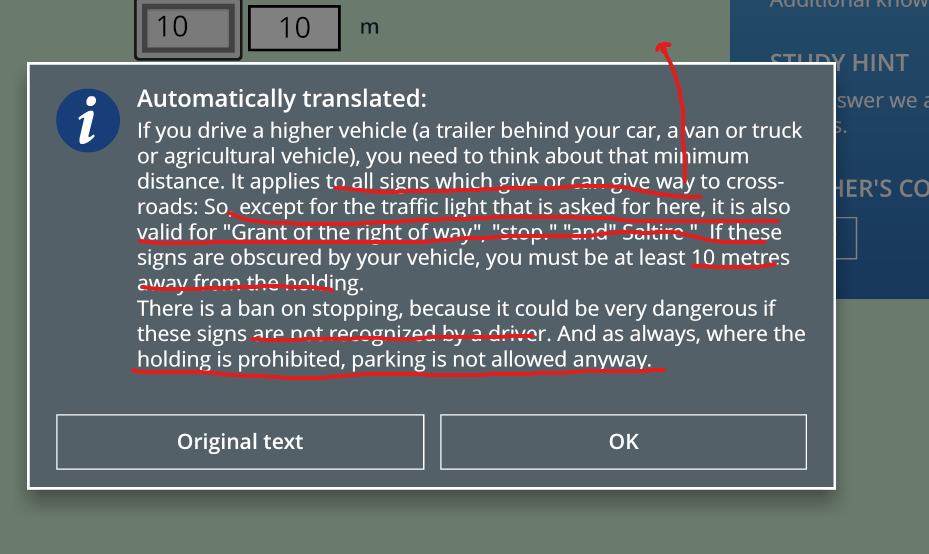 Additional know
10 10 m
STUDY HINT
swer we a
s.
Automatically translated:
If you drive a higher vehicle (a trailer behind your car, a van or truck
or agricultural vehicle), you need to think about that minimum
distance. It applies to all signs which give or can give way to cross-
roads: So, except for the traffic light that is asked for here, it is also
valid for "Grant of the right of way", "stop." "and" Saltire ". If these
signs are obscured by your vehicle, you must be at least 10 metres
away from the holding.
There is a ban on stopping, because it could be very dangerous if
these signs are not recognized by a driver. And as always, where the
holding is prohibited, parking is not allowed anyway.
HER'S CO
Original text OK